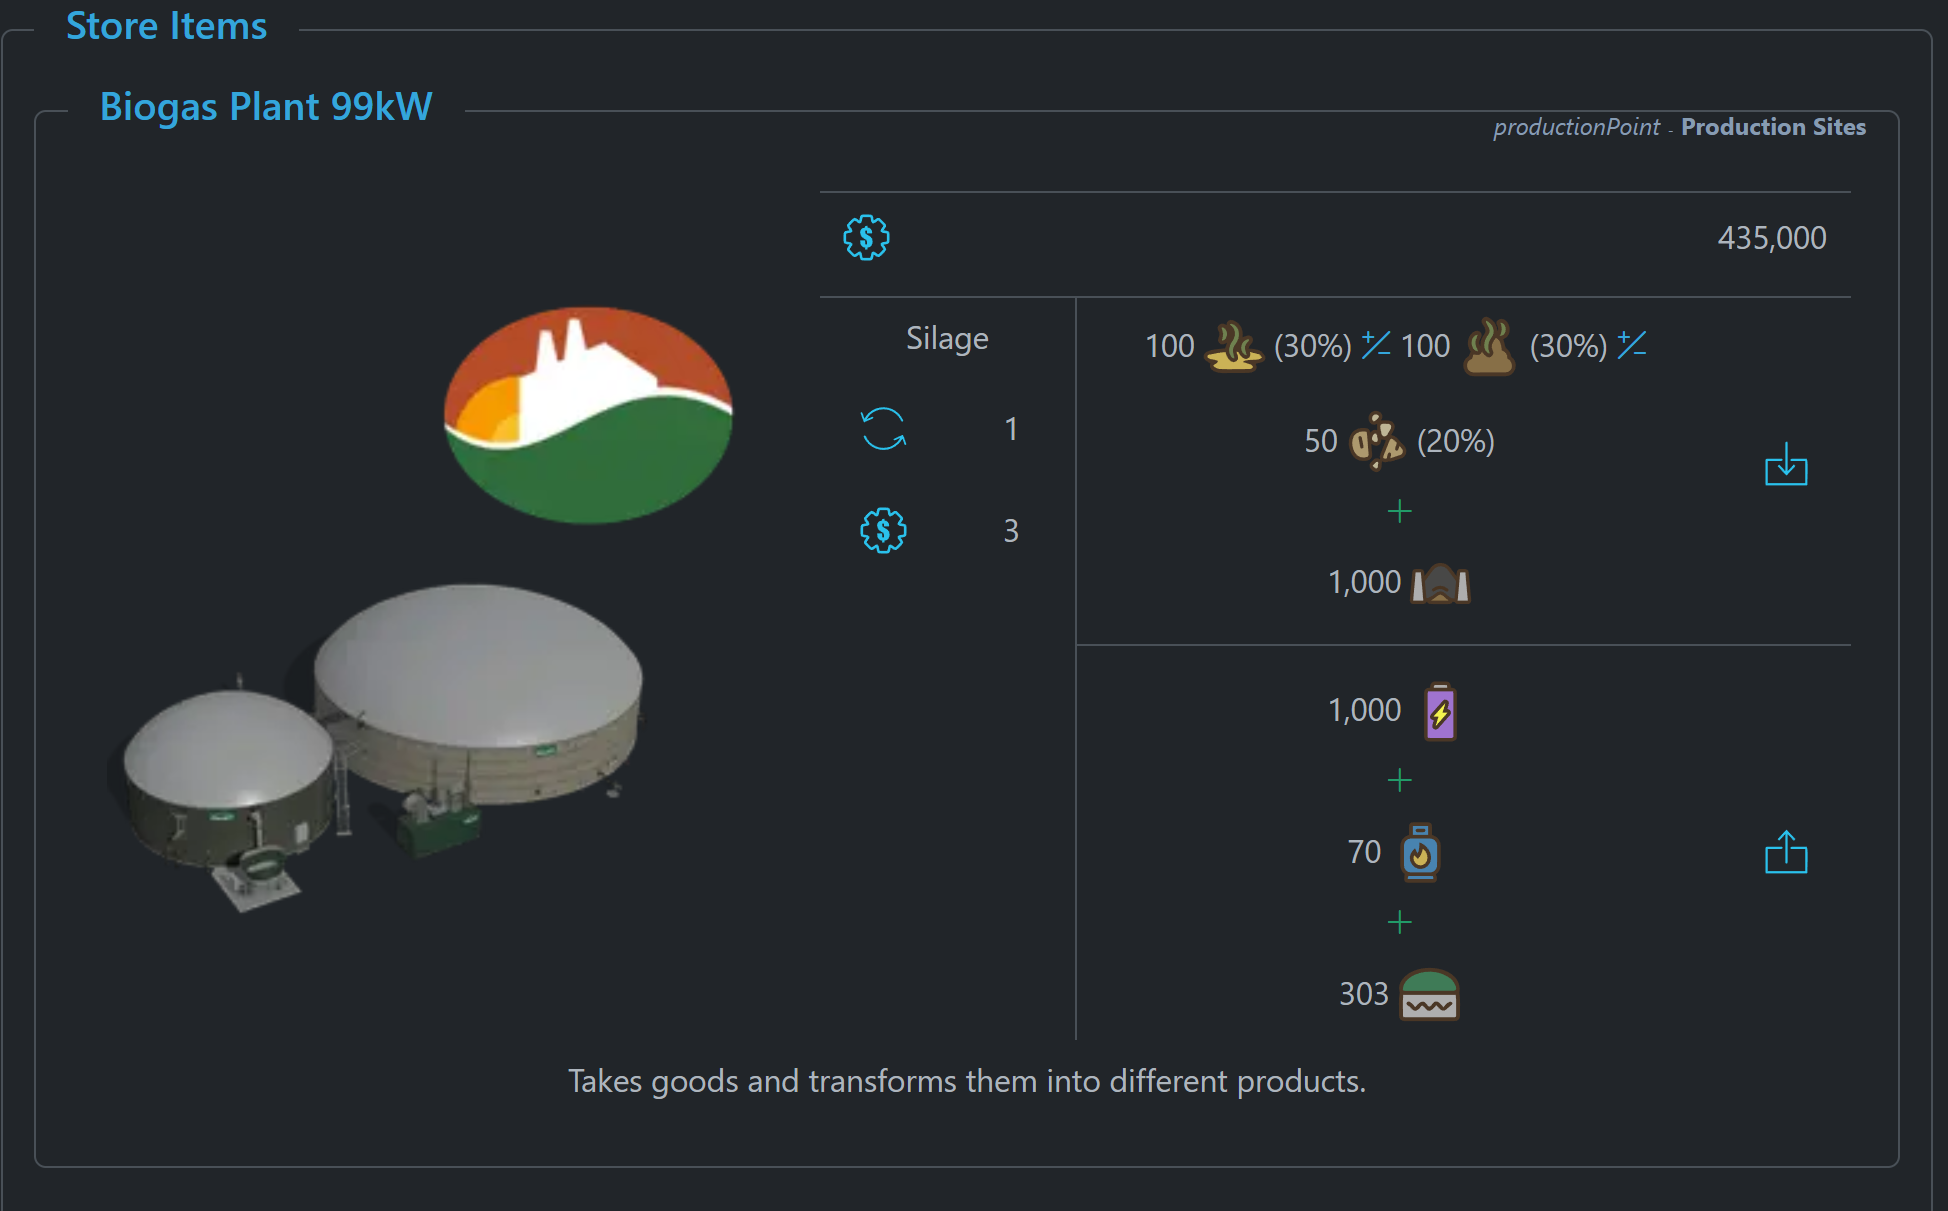 Store Items
Biogas Plant 99kW
productionPoint - Production Sites
435,000
Silage
1
3
100 (30%) +/- 100 (30%) +/-
50 (20%)
+
1,000
1,000
+
70
+
303
Takes goods and transforms them into different products.